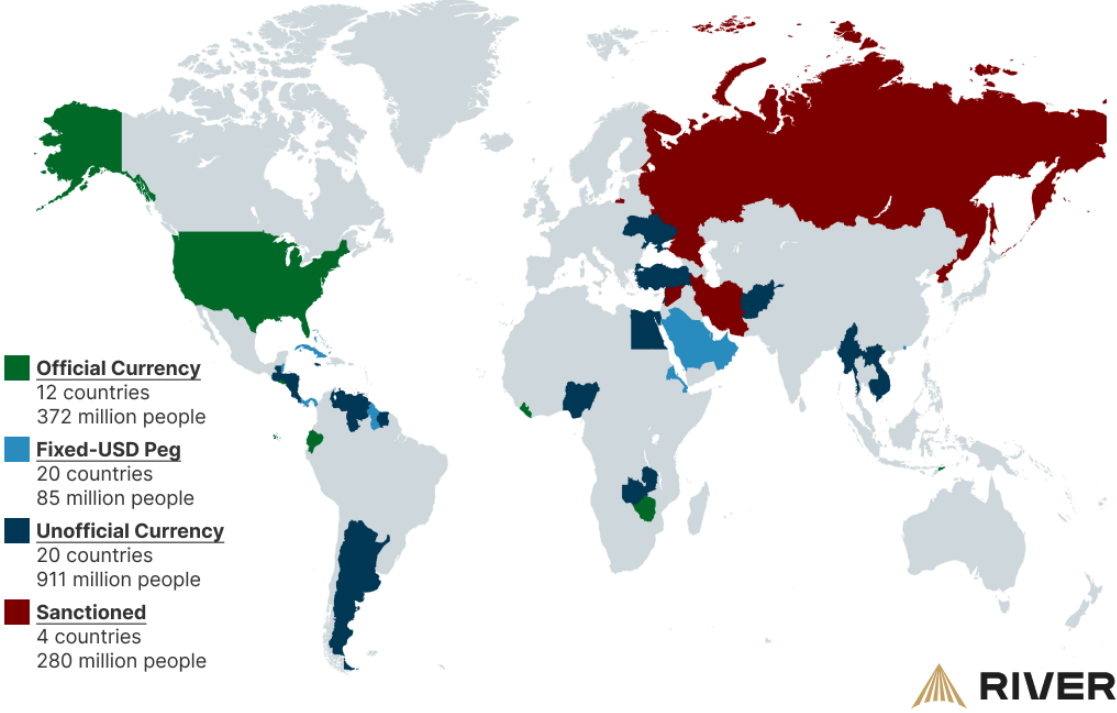 Official Currency
12 countries
372 million people
Fixed-USD Peg
20 countries
85 million people
Unofficial Currency
20 countries
911 million people
Sanctioned
4 countries
280 million people
RIVER